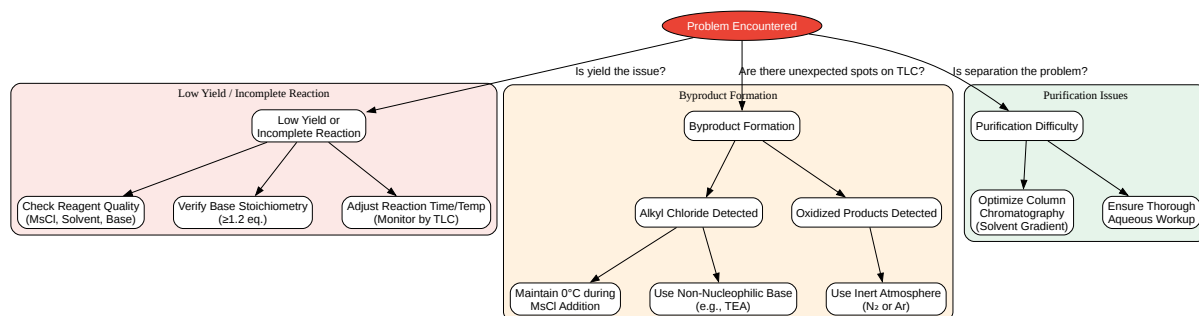 Problem Encountered
Is yield the issue?
Are there unexpected spots on TLC?
Is separation the problem?
Low Yield / Incomplete Reaction
Low Yield or
Incomplete Reaction
Check Reagent Quality
(MsCl, Solvent, Base)
Verify Base Stoichiometry
(≥1.2 eq.)
Adjust Reaction Time/Temp
(Monitor by TLC)
Byproduct Formation
Byproduct Formation
Alkyl Chloride Detected
Oxidized Products Detected
Maintain 0°C during
MsCl Addition
Use Non-Nucleophilic Base
(e.g., TEA)
Use Inert Atmosphere
(N₂ or Ar)
Purification Issues
Purification Difficulty
Optimize Column
Chromatography
(Solvent Gradient)
Ensure Thorough
Aqueous Workup